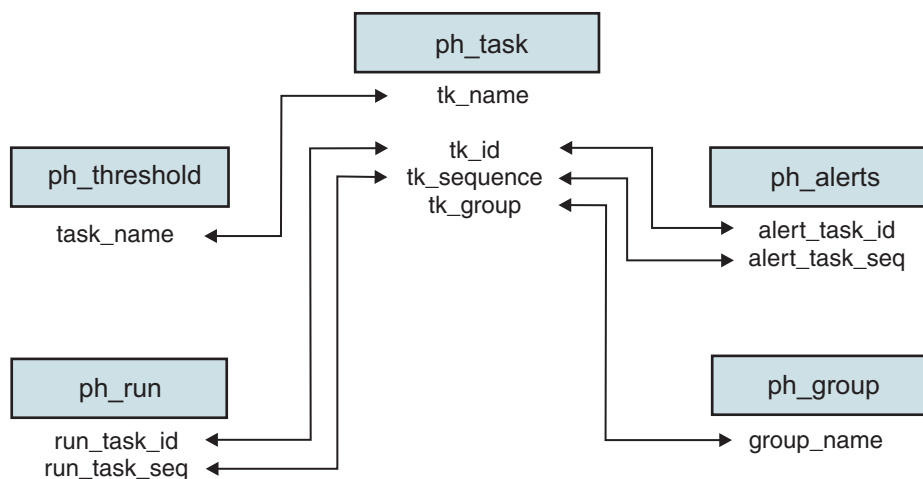 ph_task
tk_name
tk_id
tk_sequence
tk_group
ph_threshold
task_name
ph_alerts
alert_task_id
alert_task_seq
ph_run
run_task_id
run_task_seq
ph_group
group_name